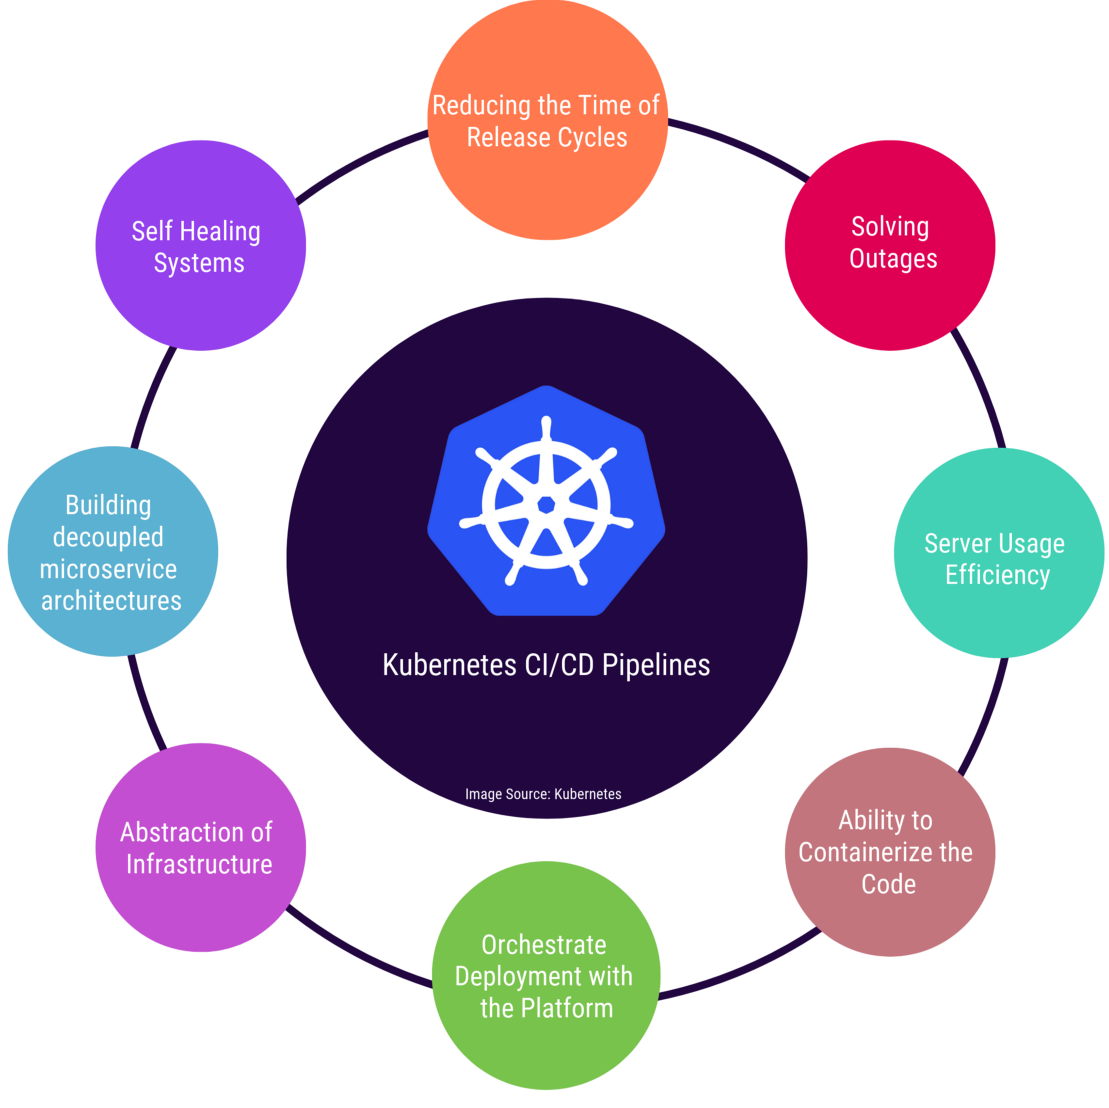 Reducing the Time of
Release Cycles
Solving
Outages
Server Usage
Efficiency
Ability to
Containerize the
Code
Orchestrate
Deployment with
the Platform
Abstraction of
Infrastructure
Building
decoupled
microservice
architectures
Self Healing
Systems
Kubernetes CI/CD Pipelines
Image Source: Kubernetes